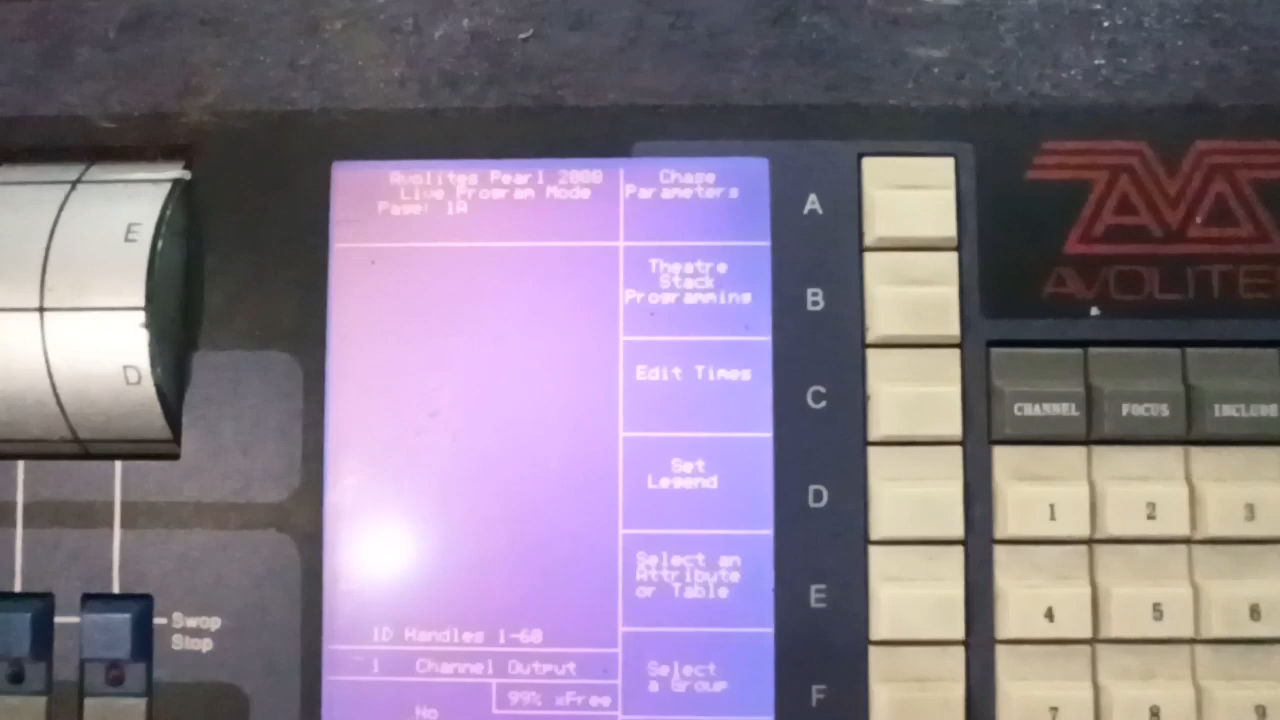 E
D
Swop
Stop
Avolites Pearl 2000
Live Program Mode
Page: 1A
1D Handles 1-60
1 Channel Output
99% xFree
No
Chase
Parameters
Theatre
Stack
Programming
Edit Times
Set
Legend
Select an
Attribute
or Table
Select
a Group
A
B
C
D
E
F
AVOLITE
CHANNEL FOCUS INCLUDE
1 2 3
4 5 6
7 8 9